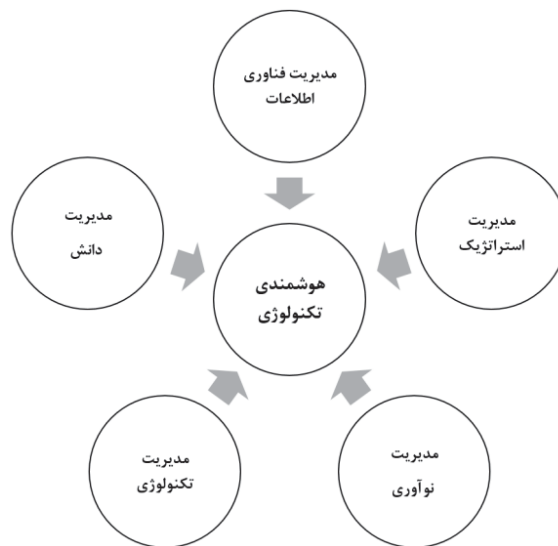 مدیریت فناوری
اطلاعات
مدیریت
استراتژیک
مدیریت
دانش
هوشمندی
تکنولوژی
مدیریت
نوآوری
مدیریت
تکنولوژی